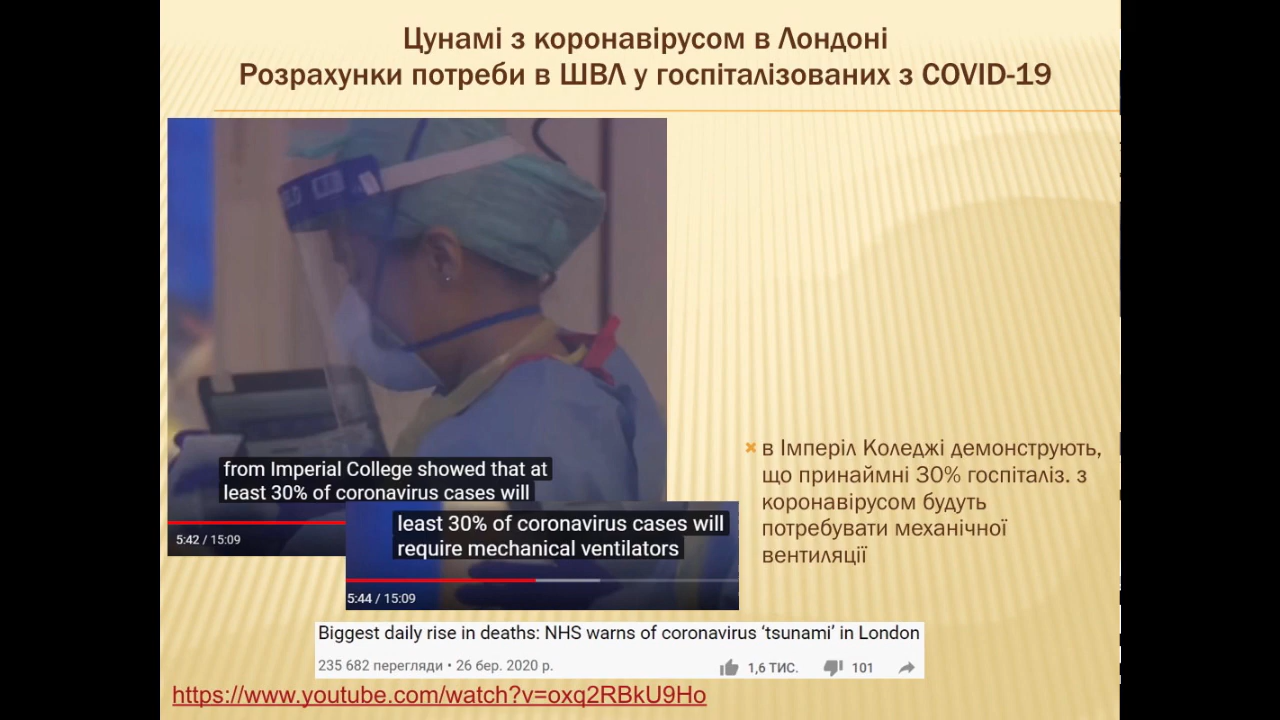 Цунамі з коронавірусом в Лондоні
Розрахунки потреби в ШВЛ у госпіталізованих з COVID-19
from Imperial College showed that at
least 30% of coronavirus cases will
5:42 / 15:09
least 30% of coronavirus cases will
require mechanical ventilators
5:44 / 15:09
в Імперіл Коледжі демонструють,
що принаймні 30% госпіталіз. з
коронавірусом будуть
потребувати механічної
вентиляції
Biggest daily rise in deaths: NHS warns of coronavirus ‘tsunami’ in London
235 682 перегляди • 26 бер. 2020 р.
1,6 ТИС.
101
https://www.youtube.com/watch?v=oxq2RBkU9Ho